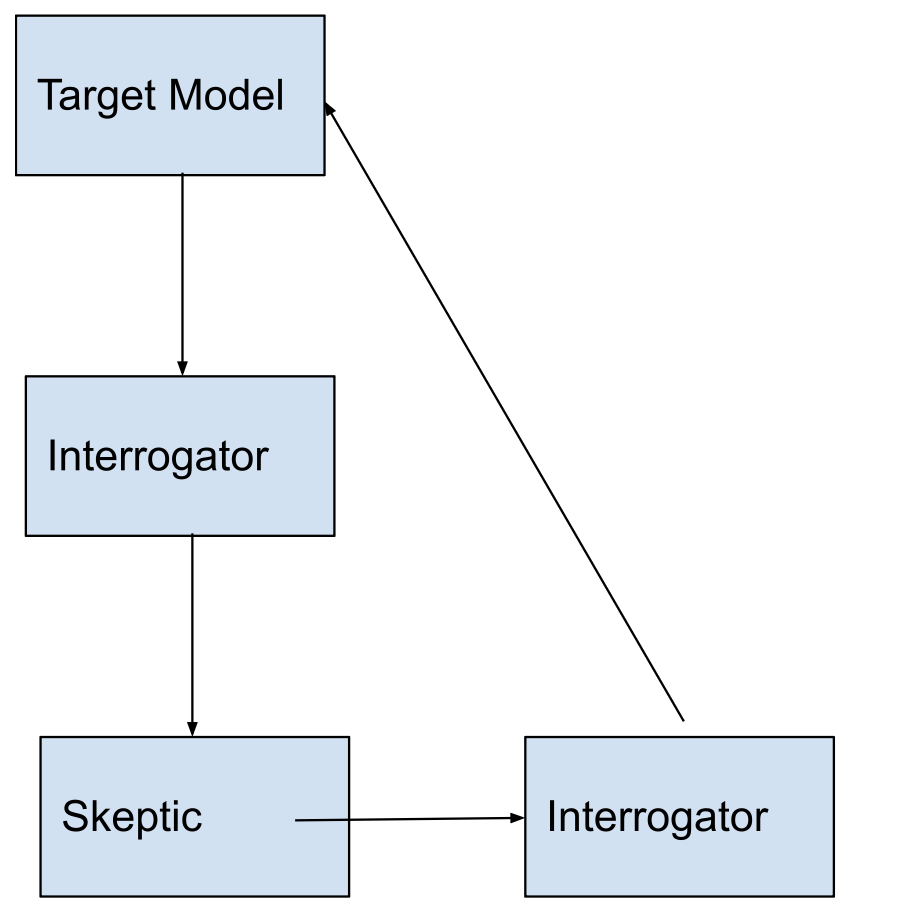 Target Model
Interrogator
Skeptic
Interrogator